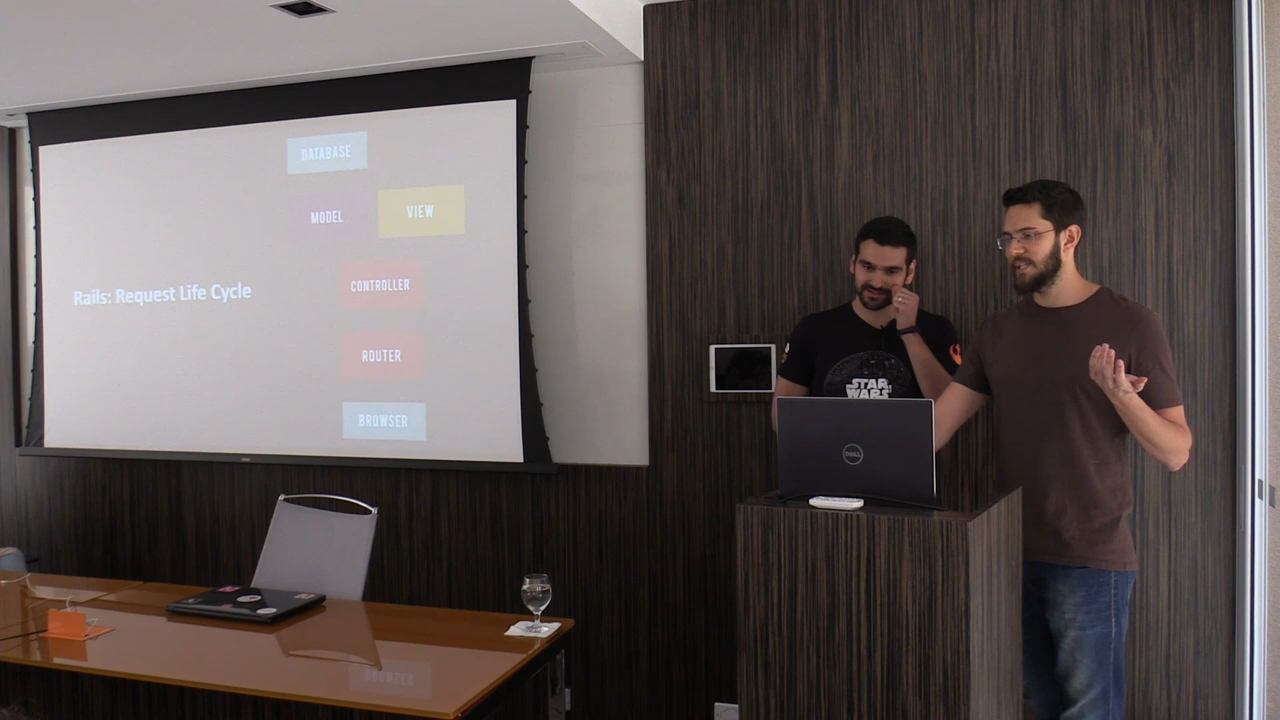 DATABASE
MODEL
VIEW
Rails: Request Life Cycle
CONTROLLER
ROUTER
BROWSER
STAR
WARS
DELL